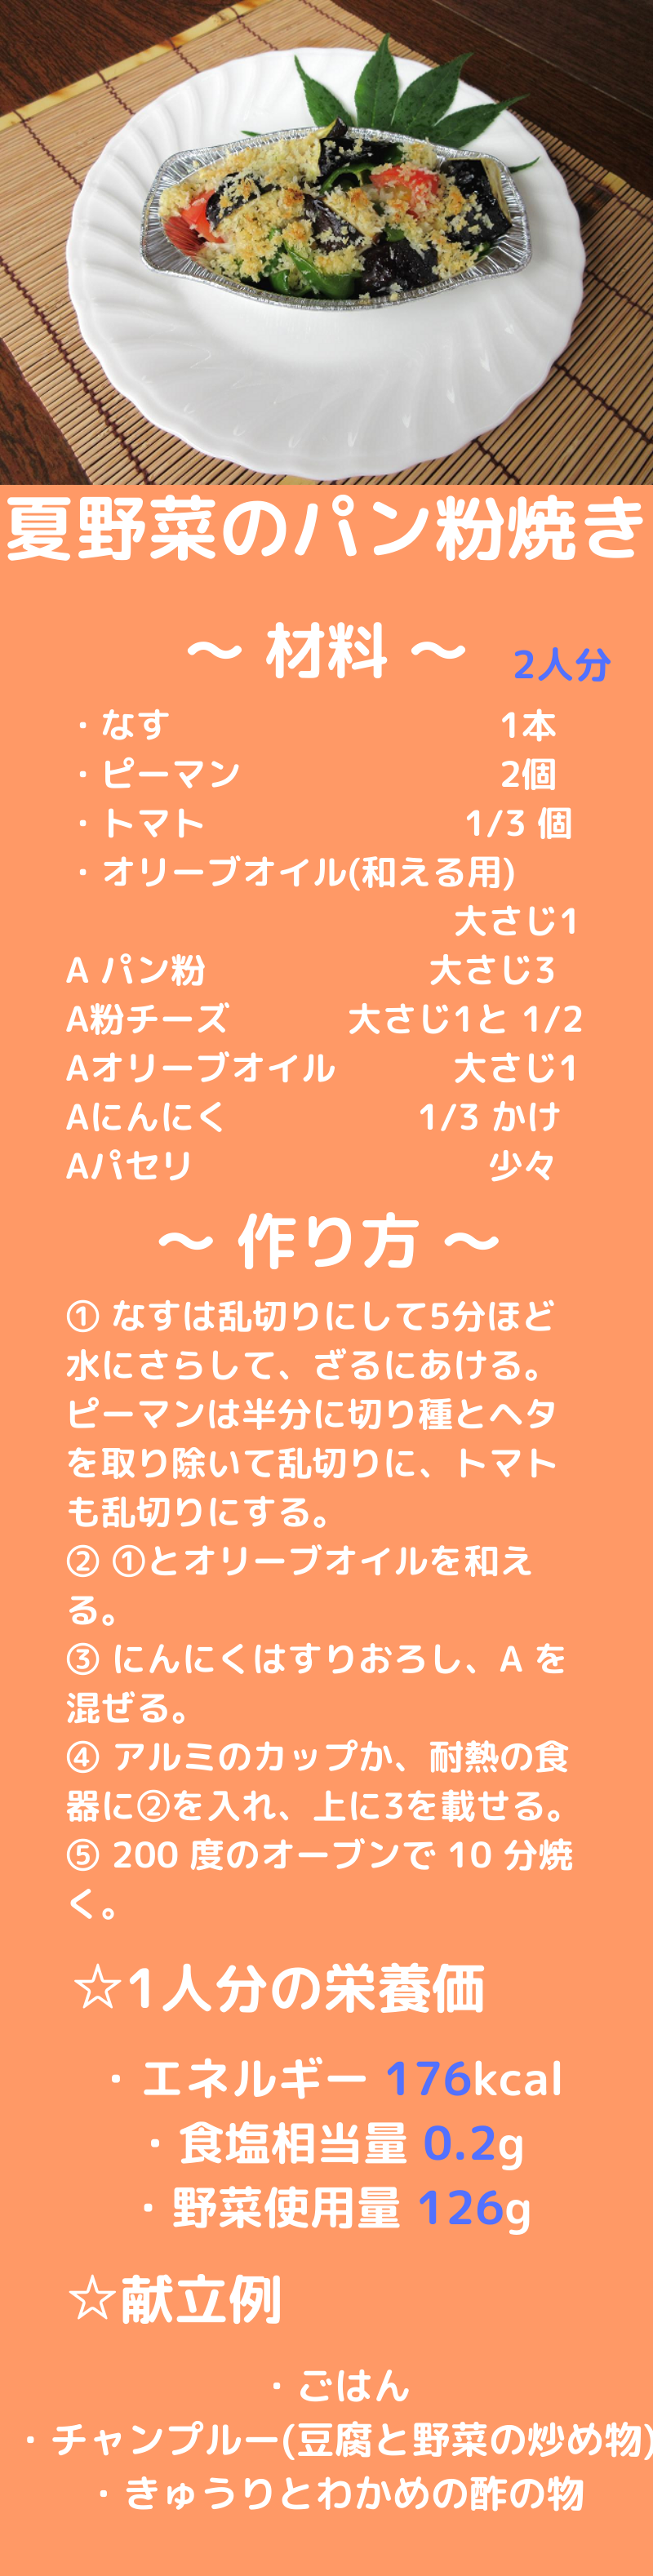 夏野菜のパン粉焼き
〜 材料 〜 2人分
・なす 1本
・ピーマン 2個
・トマト 1/3 個
・オリーブオイル(和える用)
大さじ1
A パン粉 大さじ3
A粉チーズ 大さじ1と 1/2
Aオリーブオイル 大さじ1
Aにんにく 1/3 かけ
Aパセリ 少々
〜 作り方 〜
① なすは乱切りにして5分ほど
水にさらして、ざるにあける。
ピーマンは半分に切り種とヘタ
を取り除いて乱切りに、トマト
も乱切りにする。
② ①とオリーブオイルを和え
る。
③ にんにくはすりおろし、A を
混ぜる。
④ アルミのカップか、耐熱の食
器に②を入れ、上に3を載せる。
⑤ 200 度のオーブンで 10 分焼
く。
☆1人分の栄養価
・エネルギー 176kcal
・食塩相当量 0.2g
・野菜使用量 126g
☆献立例
・ごはん
・チャンプルー(豆腐と野菜の炒め物)
・きゅうりとわかめの酢の物